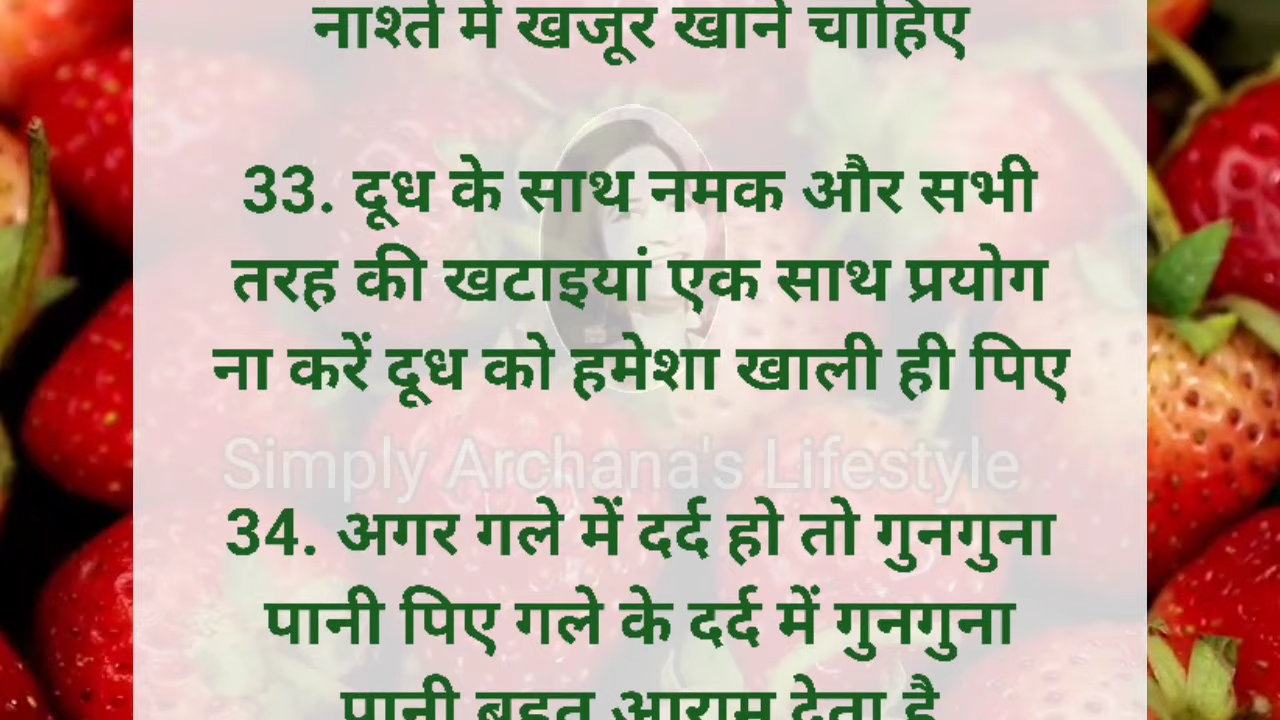 नाश्ते में खजूर खाने चाहिए
33. दूध के साथ नमक और सभी
तरह की खटाइयां एक साथ प्रयोग
ना करें दूध को हमेशा खाली ही पिए
Simply Archana's Lifestyle
34. अगर गले में दर्द हो तो गुनगुना
पानी पिए गले के दर्द में गुनगुना
पानी बहुत आराम देता है